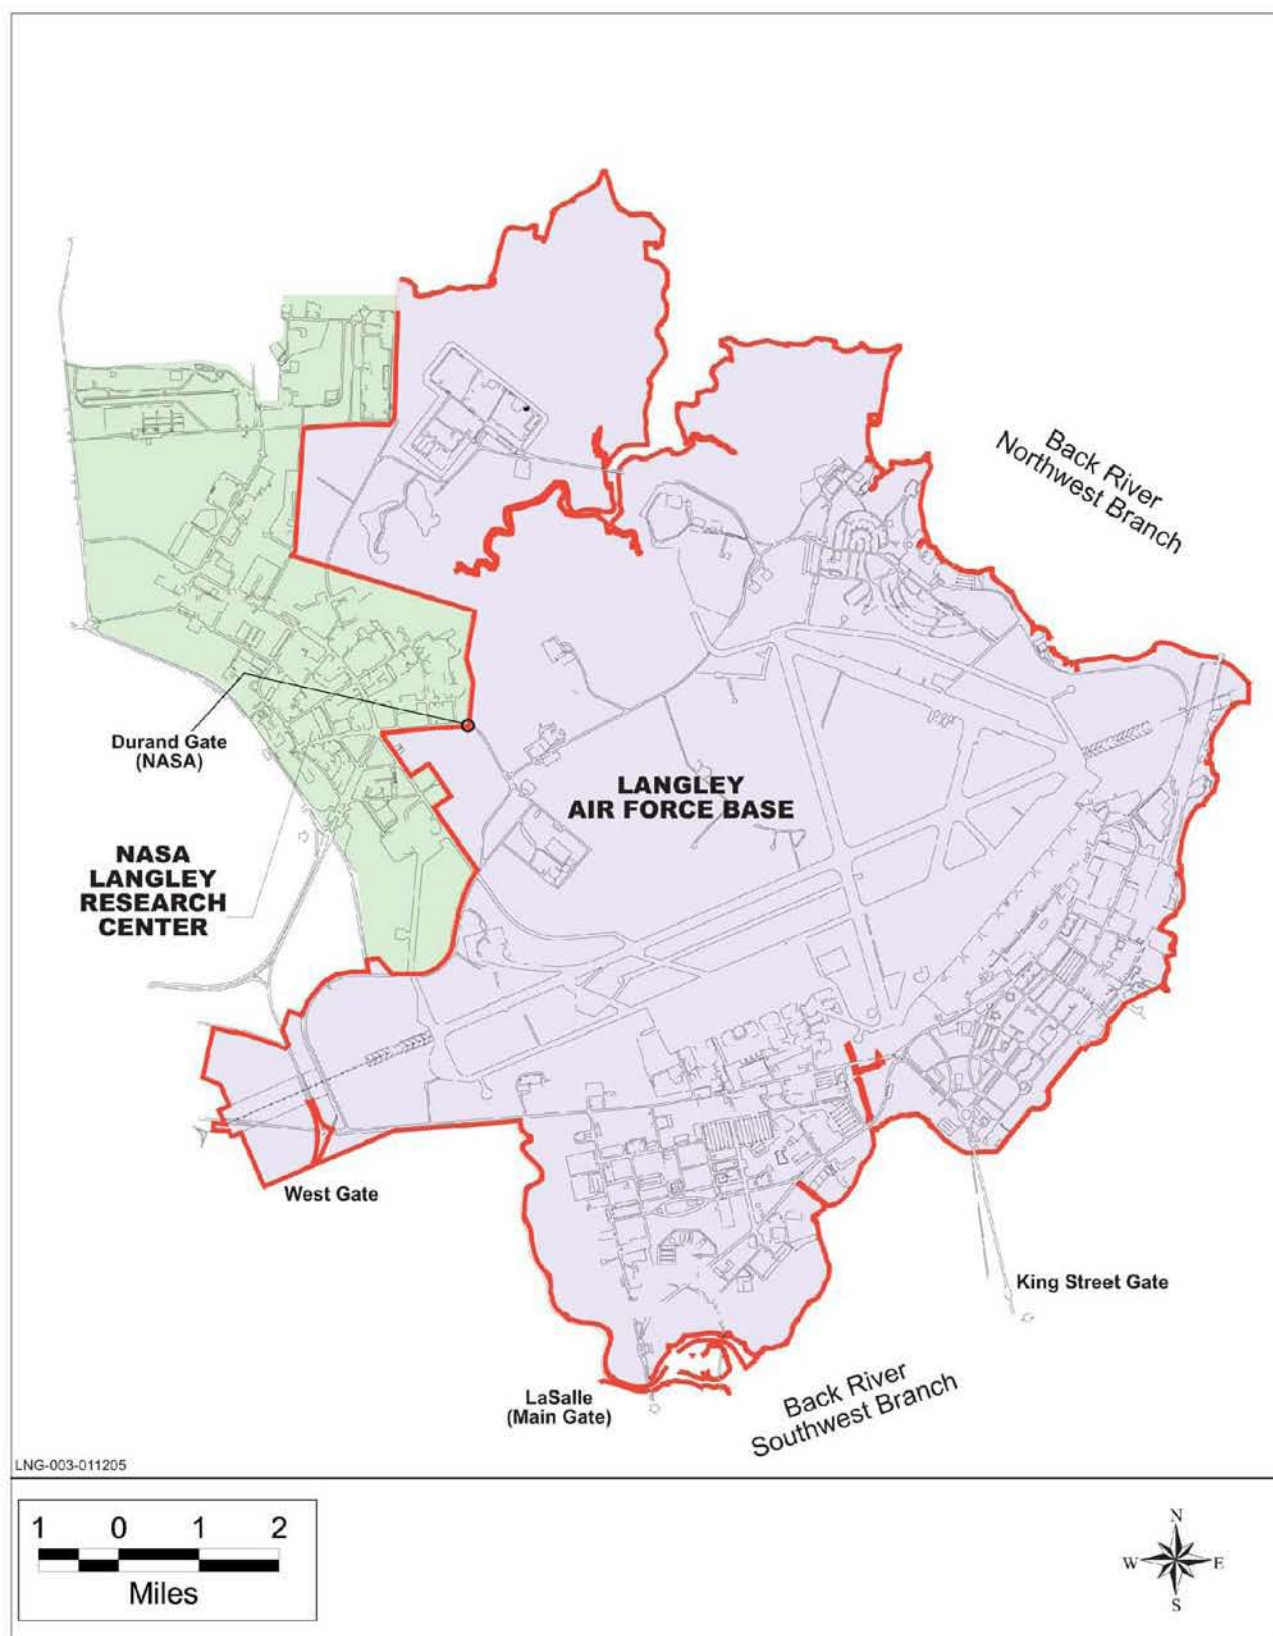 Back River
Northwest Branch
Durand Gate
(NASA)
LANGLEY
AIR FORCE BASE
NASA
LANGLEY
RESEARCH
CENTER
West Gate
King Street Gate
LaSalle
(Main Gate)
Back River
Southwest Branch
LNG-003-011205
1 0 1 2
Miles
N
W E
S